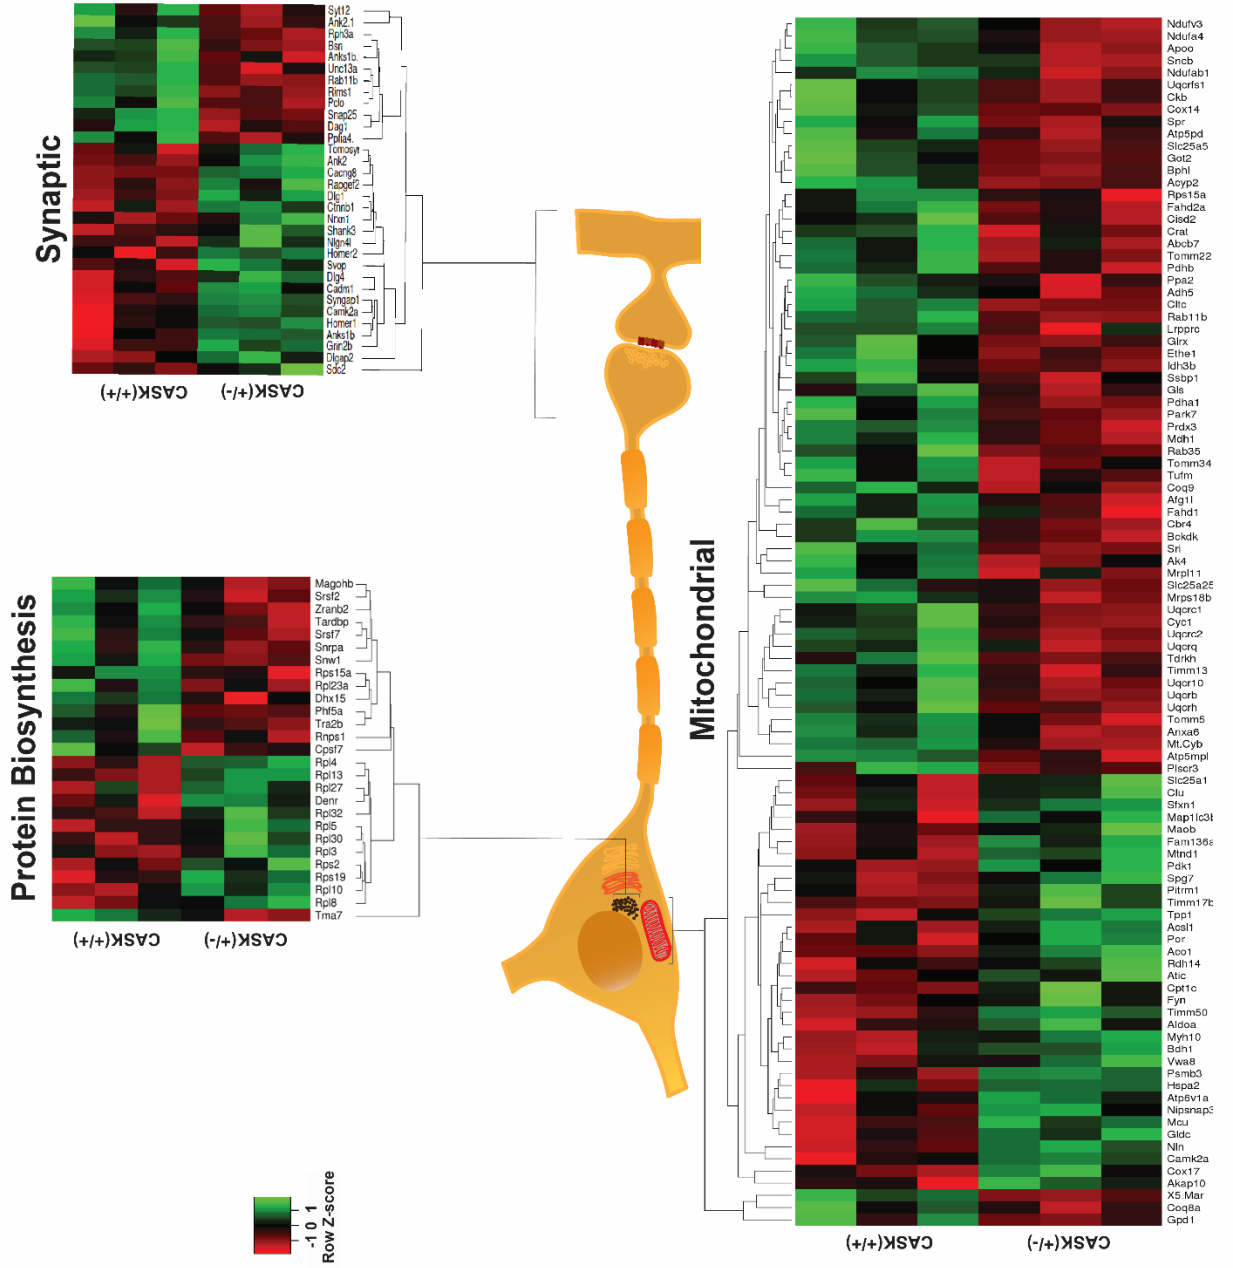 Synaptic
Syt12
Ank2.1
Rph3a
Bsn
Anks1b.
Unc13a
Rab11b
Rims1
Pclo
Snap25
Dag1
Ppfia4.
Tomosyn
Ank2
Cacng8
Rapgef2
Dlg1
Ctnnb1
Nrxn1
Shank3
Nlgn4l
Homer2
Svop
Dlg4
Cadm1
Syngap1
Camk2a
Homer1
Anks1b
Grin2b
Dlgap2
Sdc2
CASK(+/+)
CASK(+/-)
Protein Biosynthesis
Magohb
Srsf2
Zranb2
Tardbp
Srsf7
Snrpa
Snw1
Rps15a
Rpl23a
Dhx15
Phf5a
Tra2b
Rnps1
Cpsf7
Rpl4
Rpl13
Rpl27
Denr
Rpl32
Rpl5
Rpl30
Rpl3
Rps2
Rps19
Rpl10
Rpl8
Tma7
CASK(+/+)
CASK(+/-)
-1 0 1
Row Z-score
Mitochondrial
Ndufv3
Ndufa4
Apoo
Sncb
Ndufab1
Uqcrfs1
Ckb
Cox14
Spr
Atp5pd
Slc25a5
Got2
Bphl
Acyp2
Rps15a
Fahd2a
Cisd2
Crat
Abcb7
Tomm22
Pdhb
Ppa2
Adh5
Cltc
Rab11b
Lrpprc
Glrx
Ethe1
Idh3b
Ssbp1
Gls
Pdha1
Park7
Prdx3
Mdh1
Rab35
Tomm34
Tufm
Coq9
Afg1l
Fahd1
Cbr4
Bckdk
Sri
Ak4
Mrpl11
Slc25a25
Mrps18b
Uqcrc1
Cyc1
Uqcrc2
Uqcrq
Tdrkh
Timm13
Uqcr10
Uqcrb
Uqcrh
Tomm5
Anxa6
Mt.Cyb
Atp5mpl
Plscr3
Slc25a1
Clu
Sfxn1
Map1lc3b
Maob
Fam136a
Mtnd1
Pdk1
Spg7
Pitrm1
Timm17b
Tpp1
Acsl1
Por
Aco1
Rdh14
Atic
Cpt1c
Fyn
Timm50
Aldoa
Myh10
Bdh1
Vwa8
Psmb3
Hspa2
Atp6v1a
Nipsnap3
Mcu
Gldc
Nln
Camk2a
Cox17
Akap10
X5.Mar
Coq8a
Gpd1
CASK(+/+)
CASK(+/-)